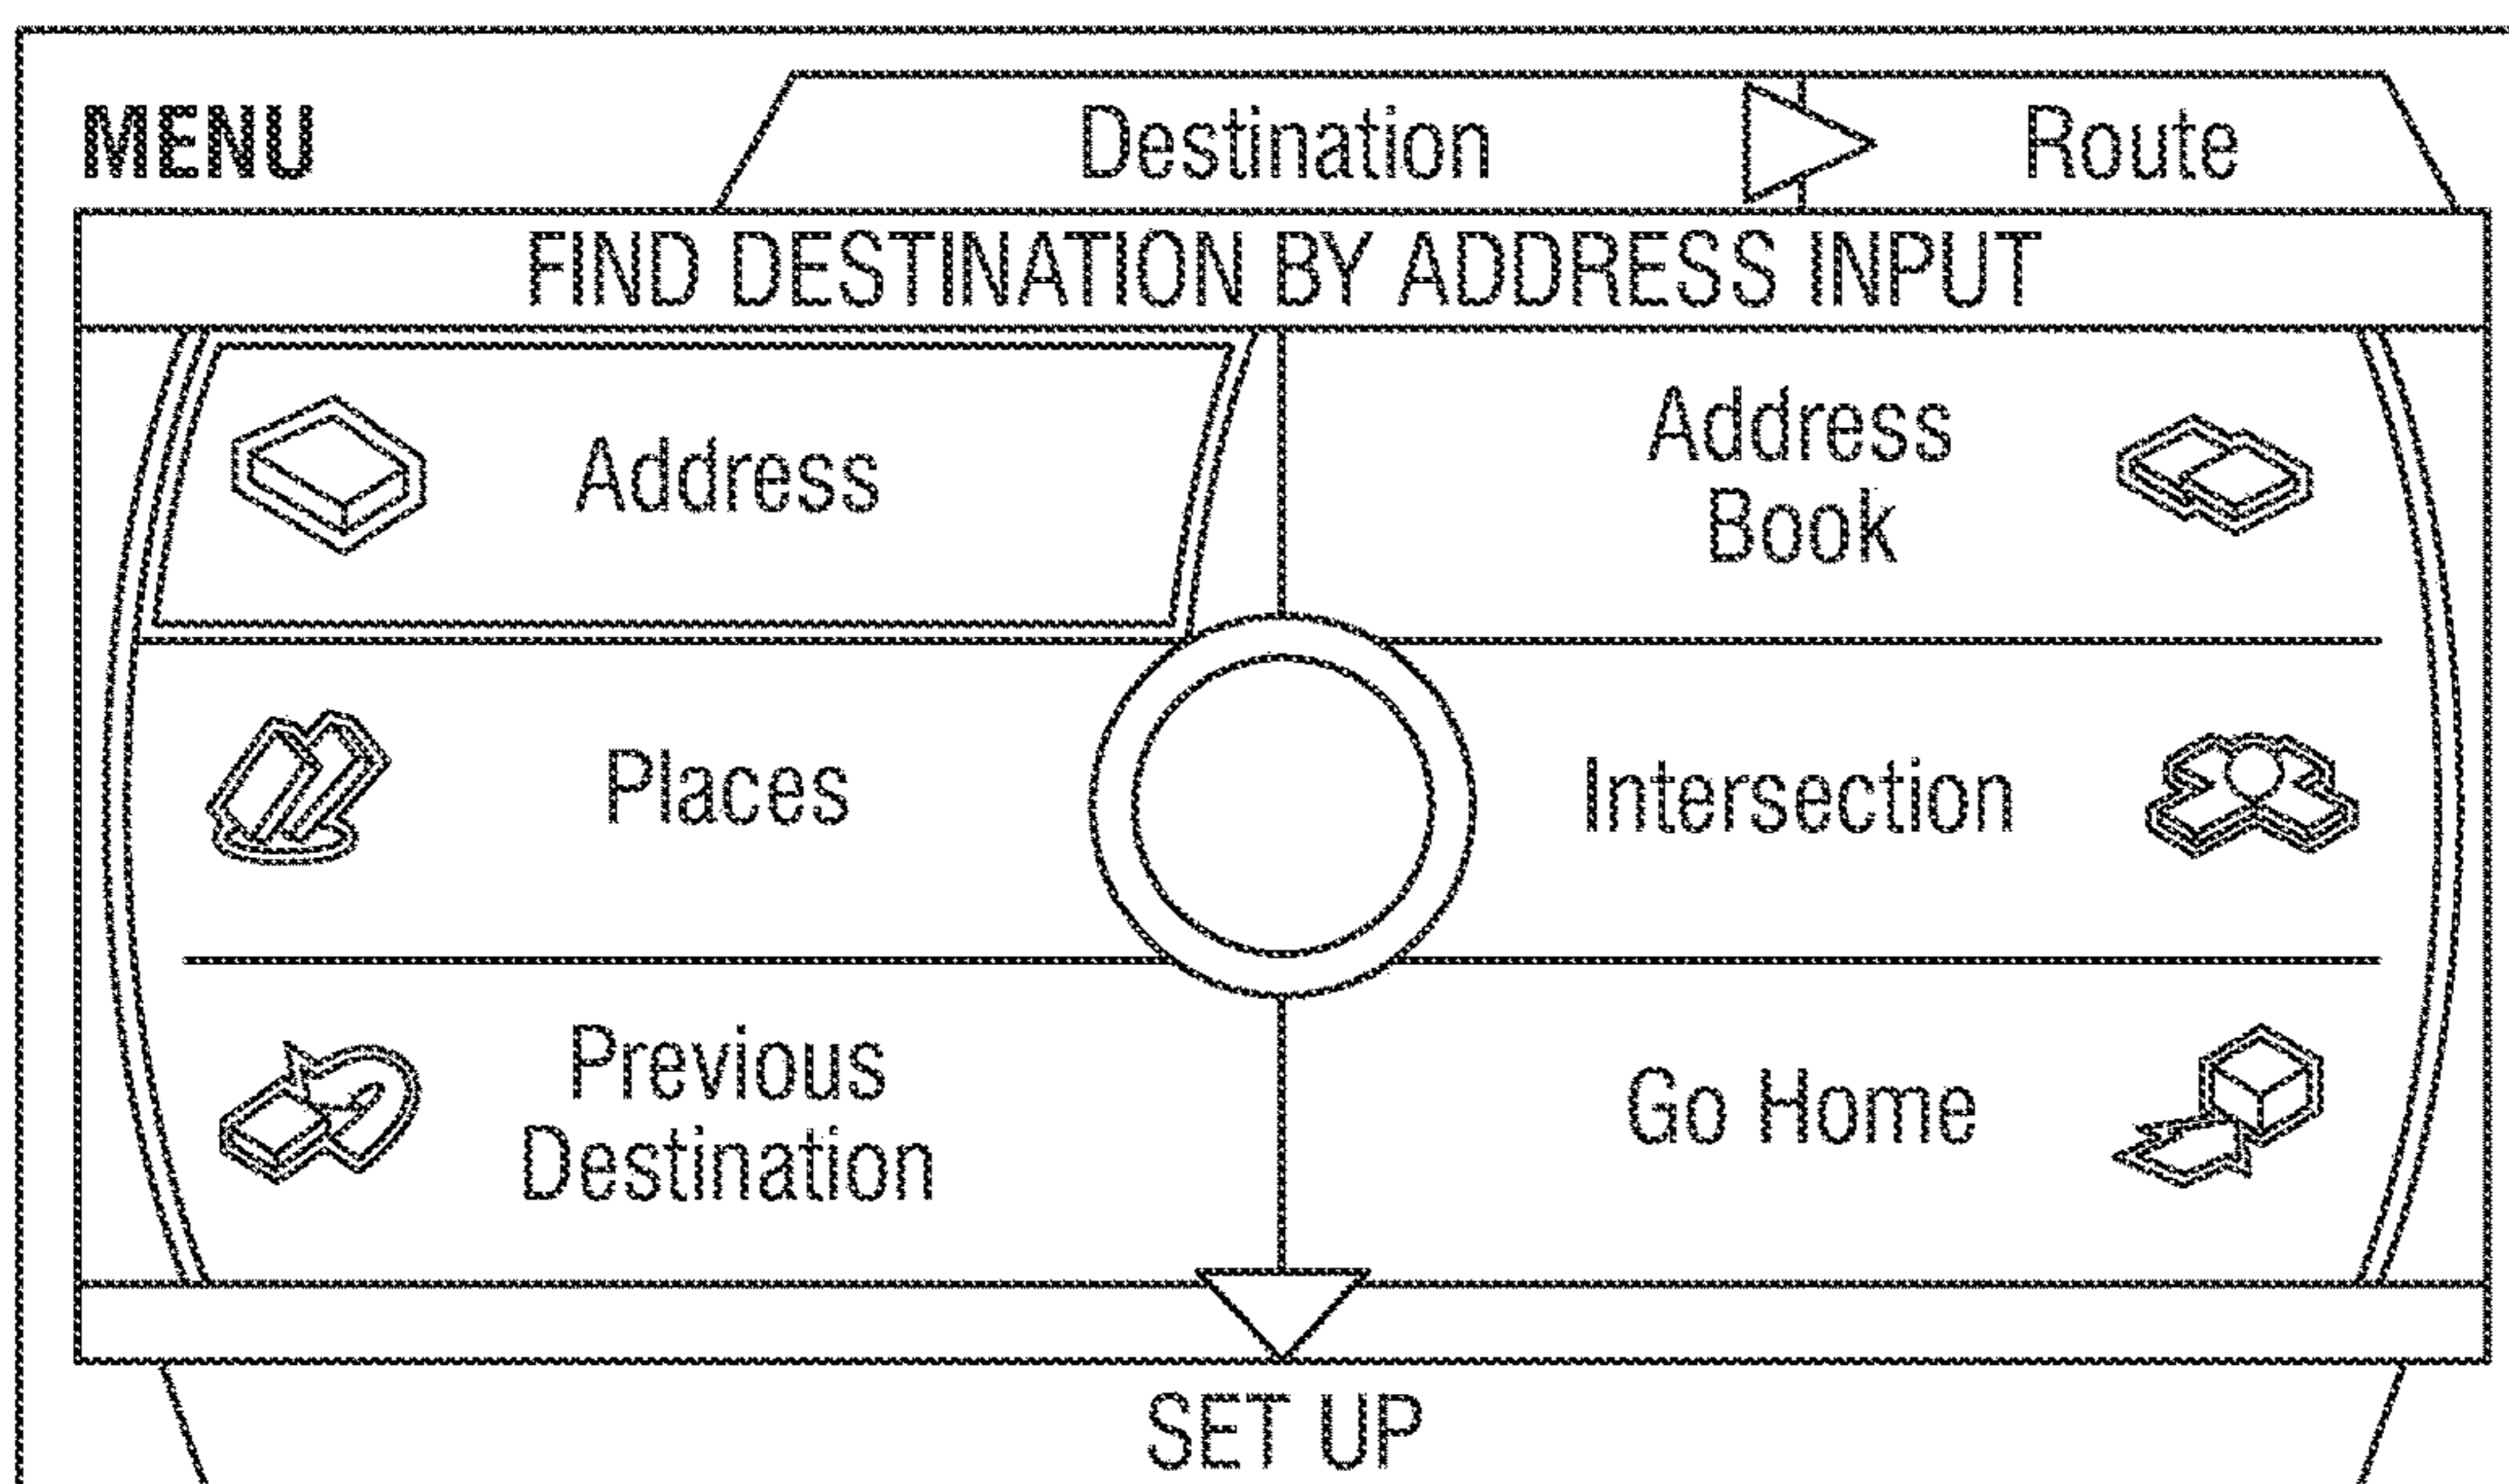 MENU
Destination
Route
FIND DESTINATION BY ADDRESS INPUT
Address
Address
Book
Places
Intersection
Previous
Destination
Go Home
SET UP